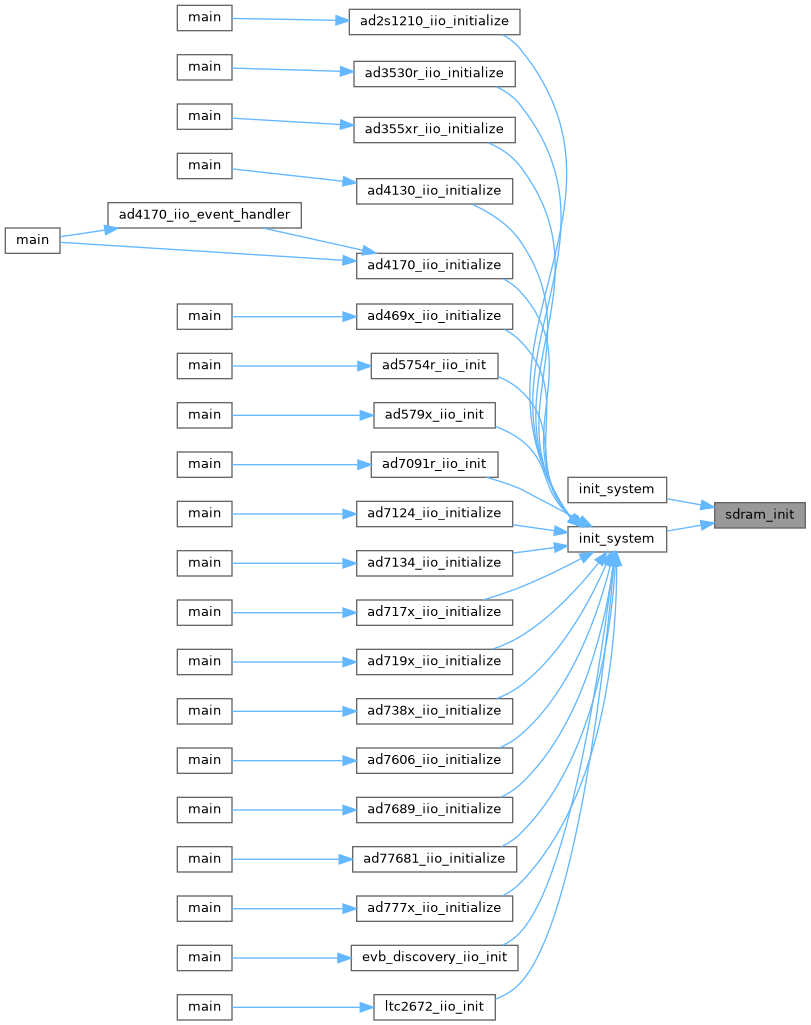 main
ad2s1210_iio_initialize
main
ad3530r_iio_initialize
main
ad355xr_iio_initialize
main
ad4130_iio_initialize
ad4170_iio_event_handler
main
ad4170_iio_initialize
main
ad469x_iio_initialize
main
ad5754r_iio_init
main
ad579x_iio_init
main
ad7091r_iio_init
init_system
main
ad7124_iio_initialize
sdram_init
init_system
main
ad7134_iio_initialize
main
ad717x_iio_initialize
main
ad719x_iio_initialize
main
ad738x_iio_initialize
main
ad7606_iio_initialize
main
ad7689_iio_initialize
main
ad77681_iio_initialize
main
ad777x_iio_initialize
main
evb_discovery_iio_init
main
ltc2672_iio_init